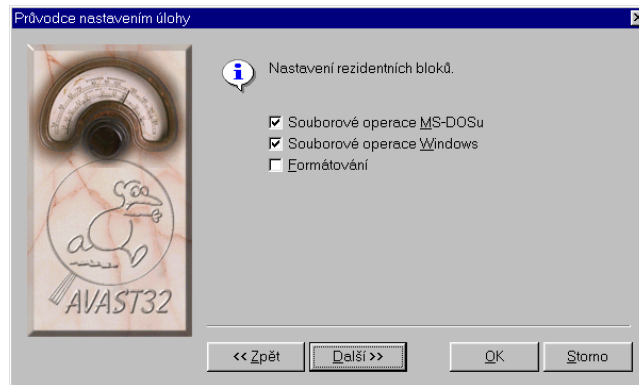 Průvodce nastavením úlohy
Nastavení rezidentních bloků.
Souborové operace MS-DOSu
Souborové operace Windows
Formátování
AVAST32
<< Zpět
Další >>
OK
Storno